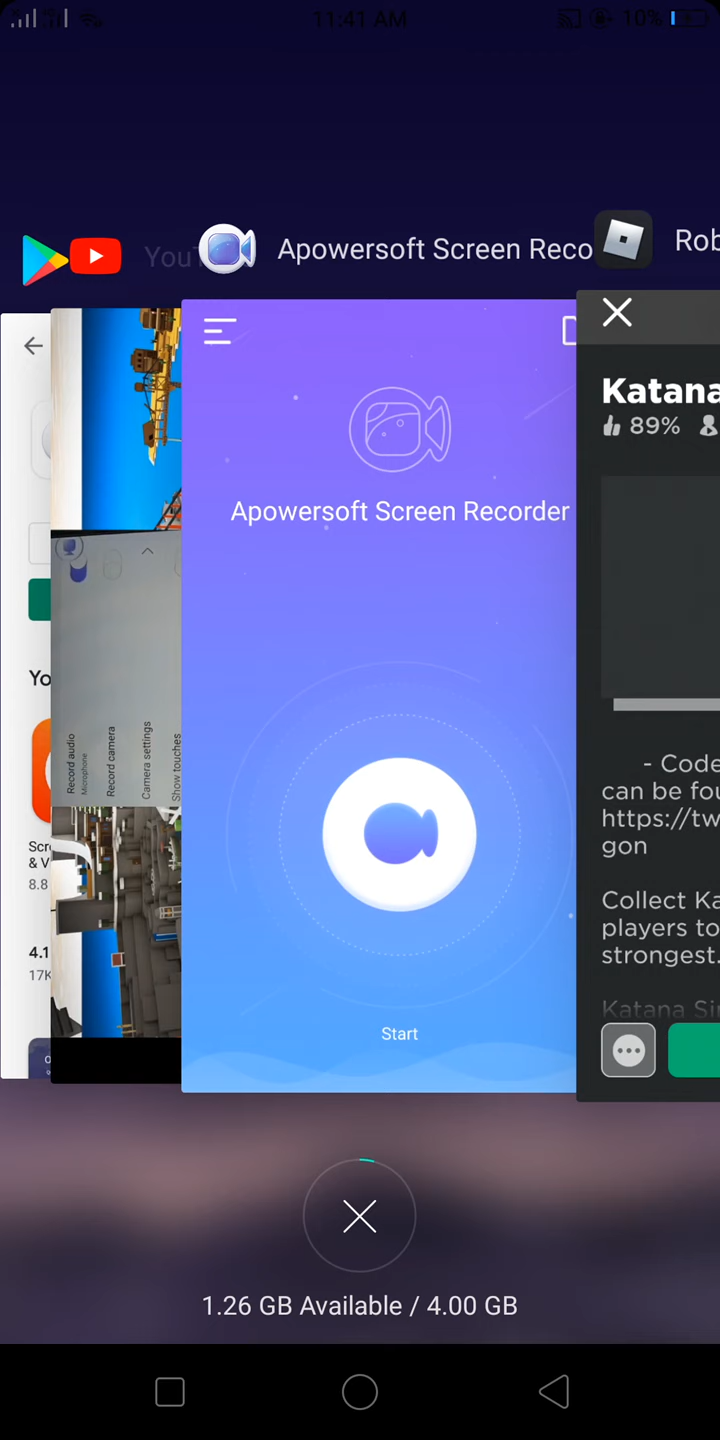 11:41 AM
10%
YouT
Apowersoft Screen Reco
Rob
Apowersoft Screen Recorder
Start
Katana
89%
- Code
can be fou
https://tw
gon
Collect Ka
players to
strongest.
Katana Si
Yo
Scr
& V
8.8
4.1
17K
Record audio
Microphone
Record camera
Camera settings
Show touches
1.26 GB Available / 4.00 GB